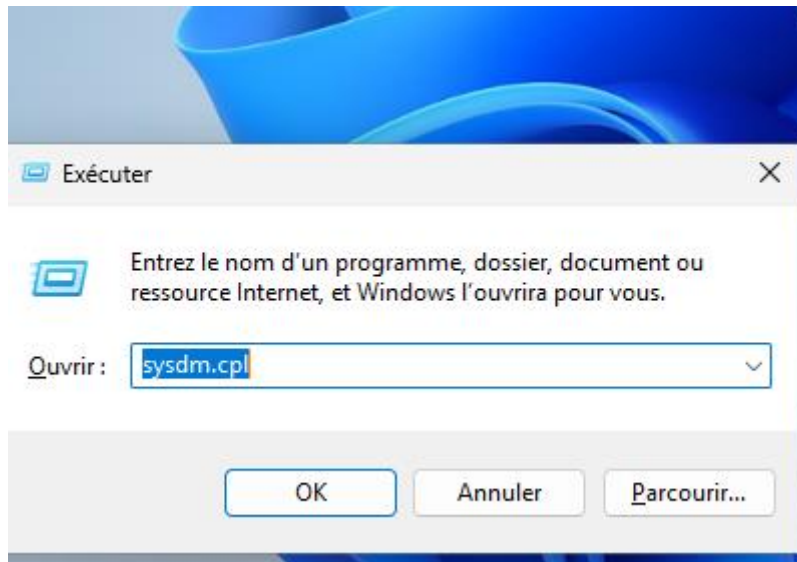 Exécuter
Entrez le nom d'un programme, dossier, document ou
ressource Internet, et Windows l'ouvrira pour vous.
Ouvrir : sysdm.cpl
OK Annuler Parcourir...